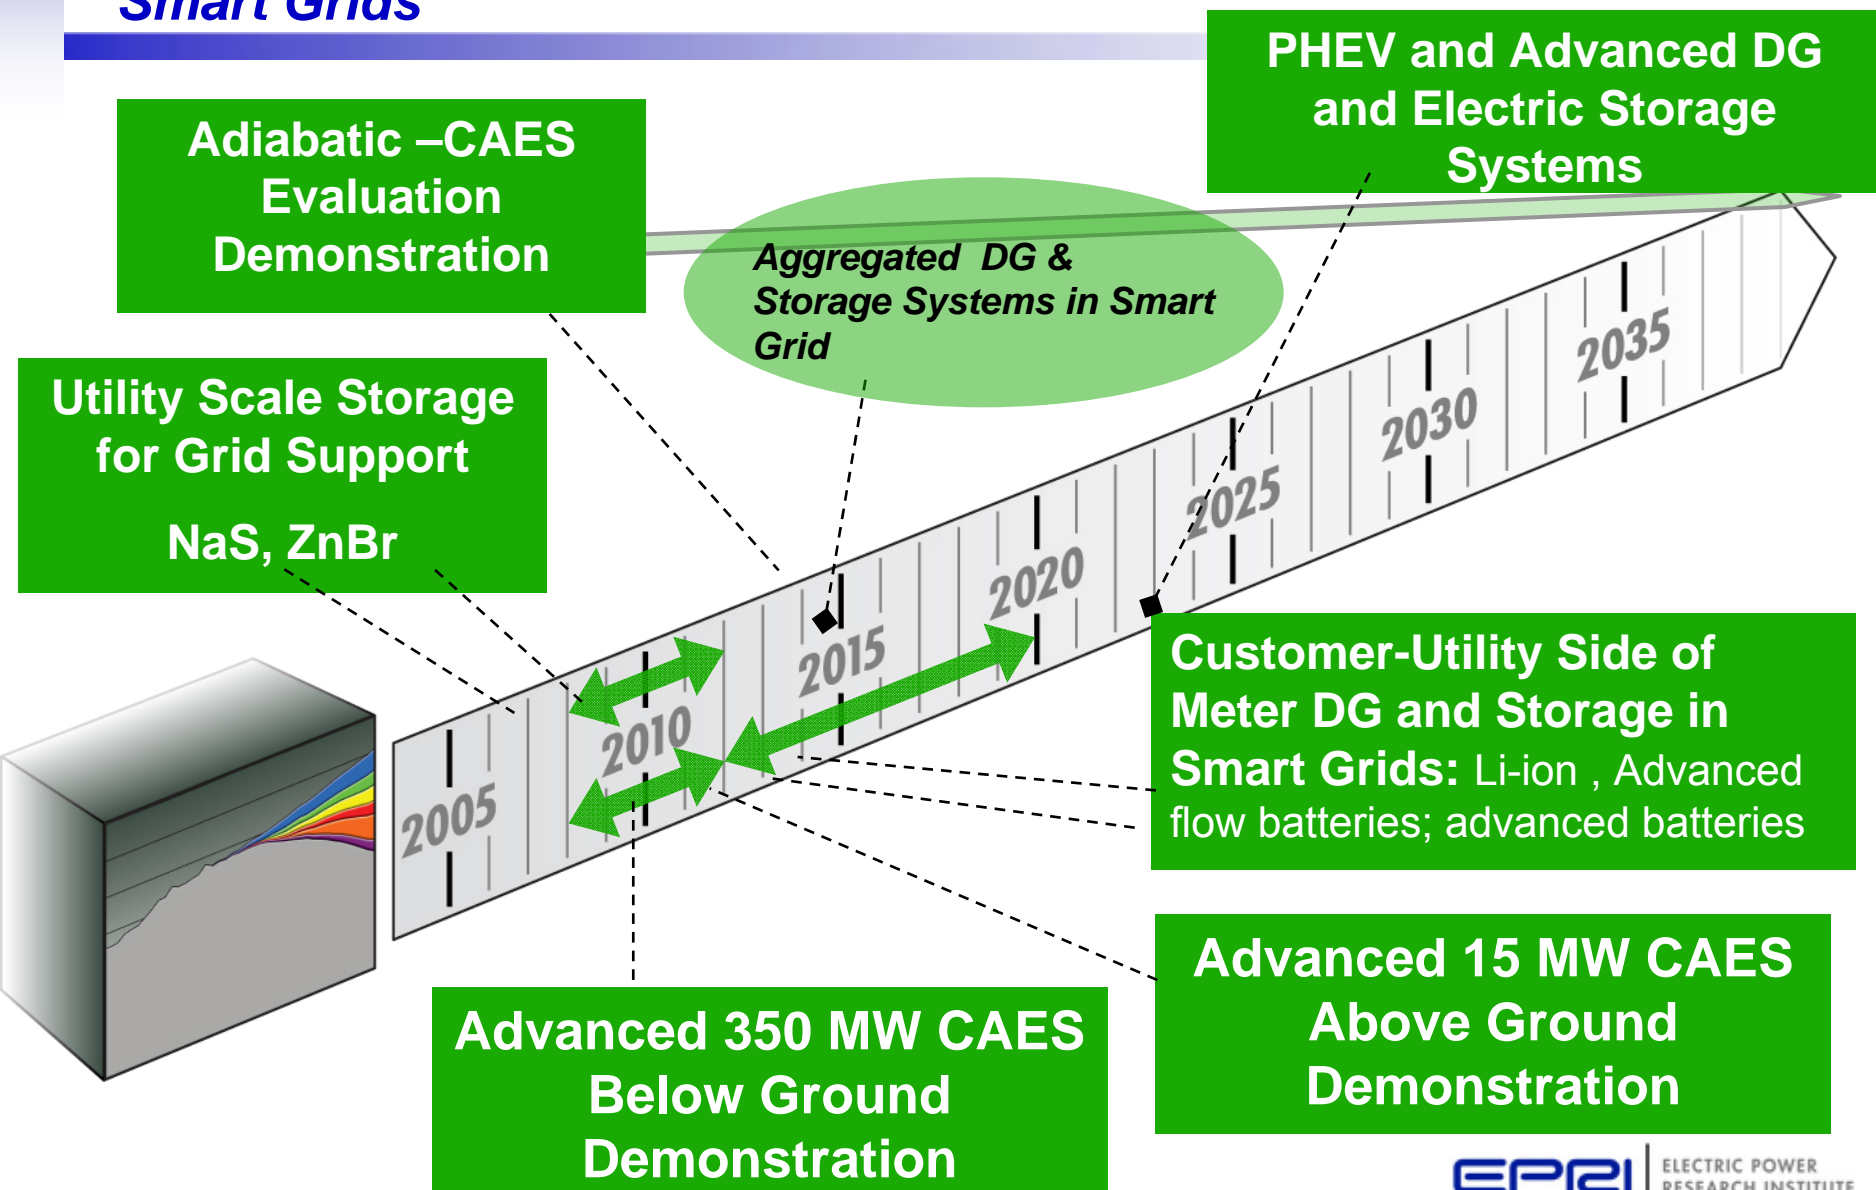 Smart Grids
PHEV and Advanced DG
and Electric Storage
Systems
Adiabatic –CAES
Evaluation
Demonstration
Aggregated DG &
Storage Systems in Smart
Grid
Utility Scale Storage
for Grid Support
NaS, ZnBr
2005
2010
2015
2020
2025
2030
2035
Customer-Utility Side of
Meter DG and Storage in
Smart Grids: Li-ion , Advanced
flow batteries; advanced batteries
Advanced 15 MW CAES
Above Ground
Demonstration
Advanced 350 MW CAES
Below Ground
Demonstration
EPRI
ELECTRIC POWER
RESEARCH INSTITUTE